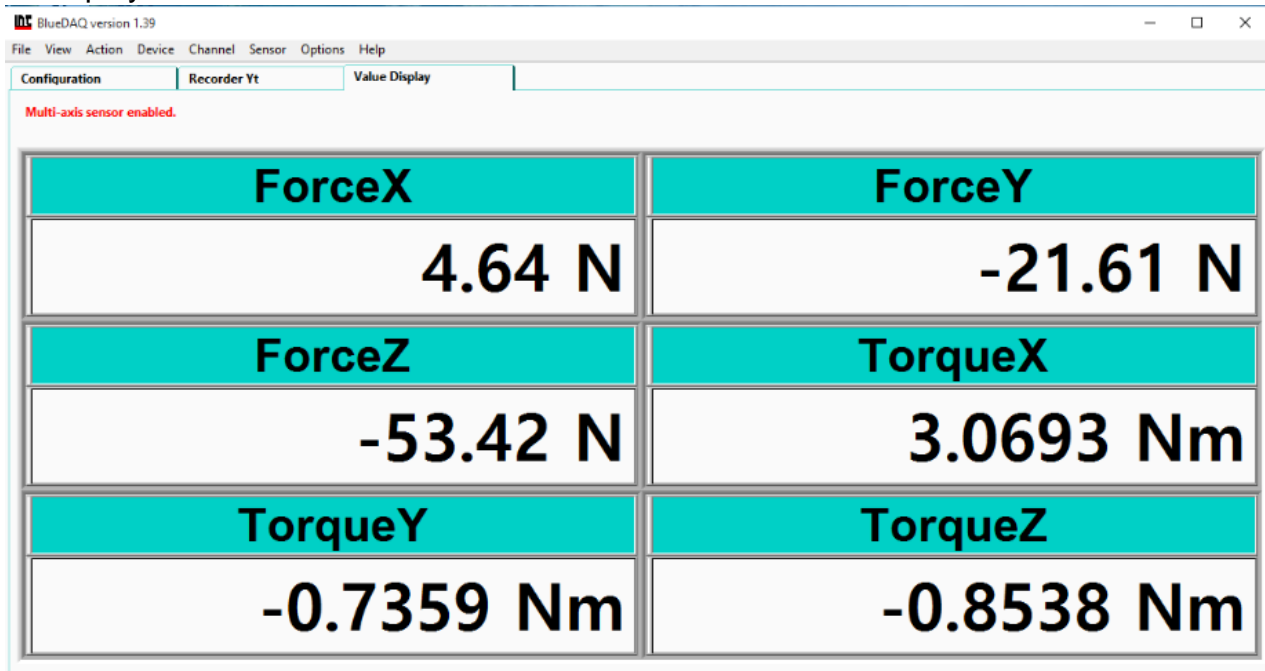 BlueDAQ version 1.39
File View Action Device Channel Sensor Options Help
Configuration Recorder Yt Value Display
Multi-axis sensor enabled.
ForceX ForceY
4.64 N -21.61 N
ForceZ TorqueX
-53.42 N 3.0693 Nm
TorqueY TorqueZ
-0.7359 Nm -0.8538 Nm